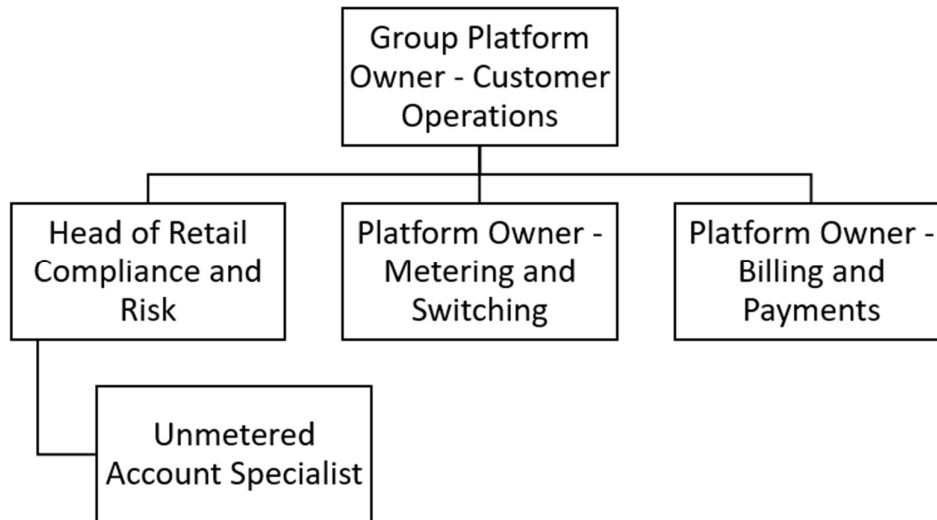 Group Platform
Owner - Customer
Operations
Head of Retail
Compliance and
Risk
Platform Owner -
Metering and
Switching
Platform Owner -
Billing and
Payments
Unmetered
Account Specialist